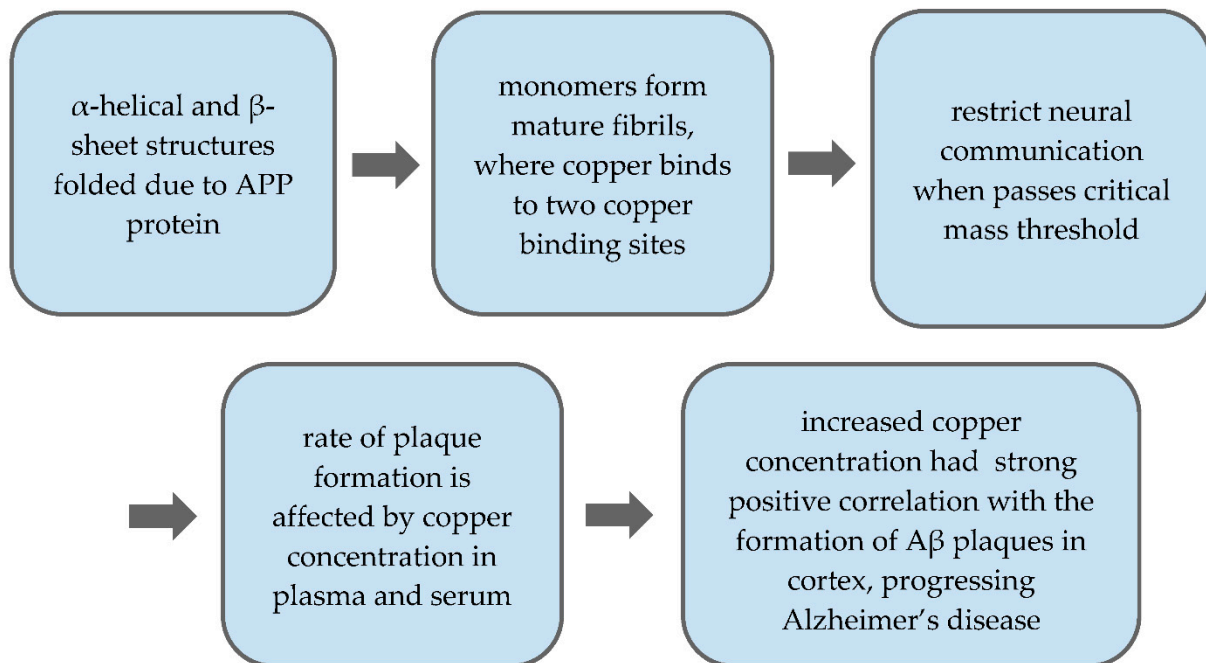 α-helical and β-
sheet structures
folded due to APP
protein
monomers form
mature fibrils,
where copper binds
to two copper
binding sites
restrict neural
communication
when passes critical
mass threshold
rate of plaque
formation is
affected by copper
concentration in
plasma and serum
increased copper
concentration had strong
positive correlation with the
formation of Aβ plaques in
cortex, progressing
Alzheimer's disease